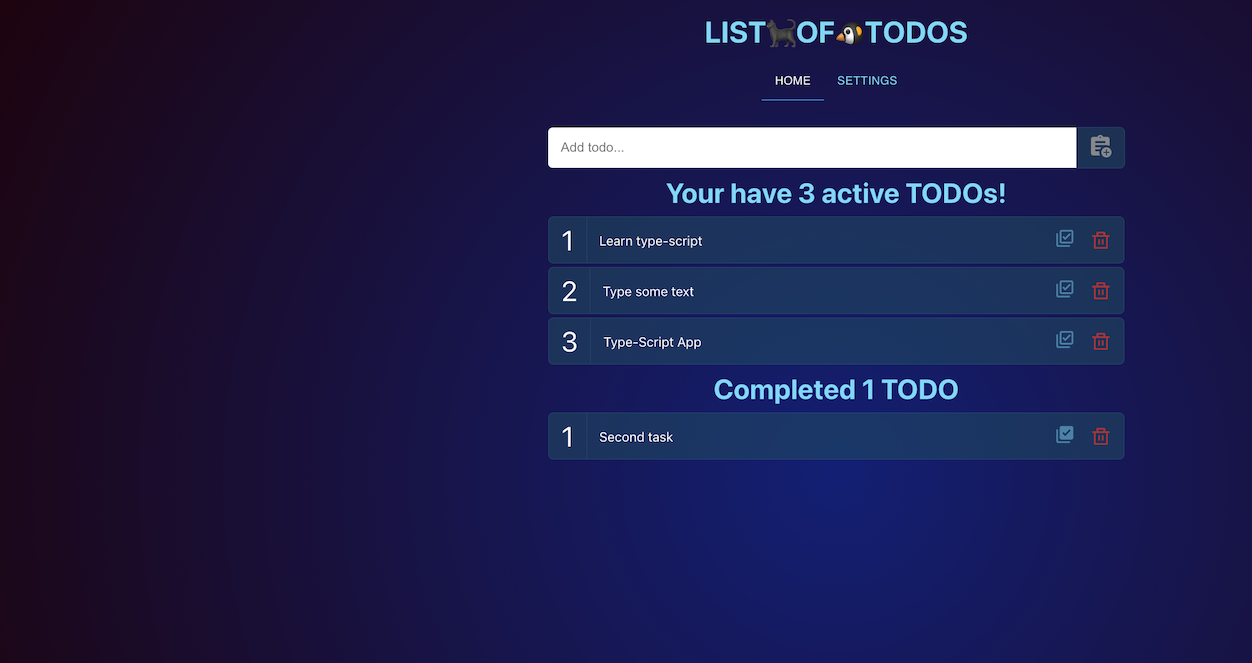 LIST🐈‍⬛OF🐧TODOS
HOME SETTINGS
Add todo...
Your have 3 active TODOs!
1 Learn type-script
2 Type some text
3 Type-Script App
Completed 1 TODO
1 Second task